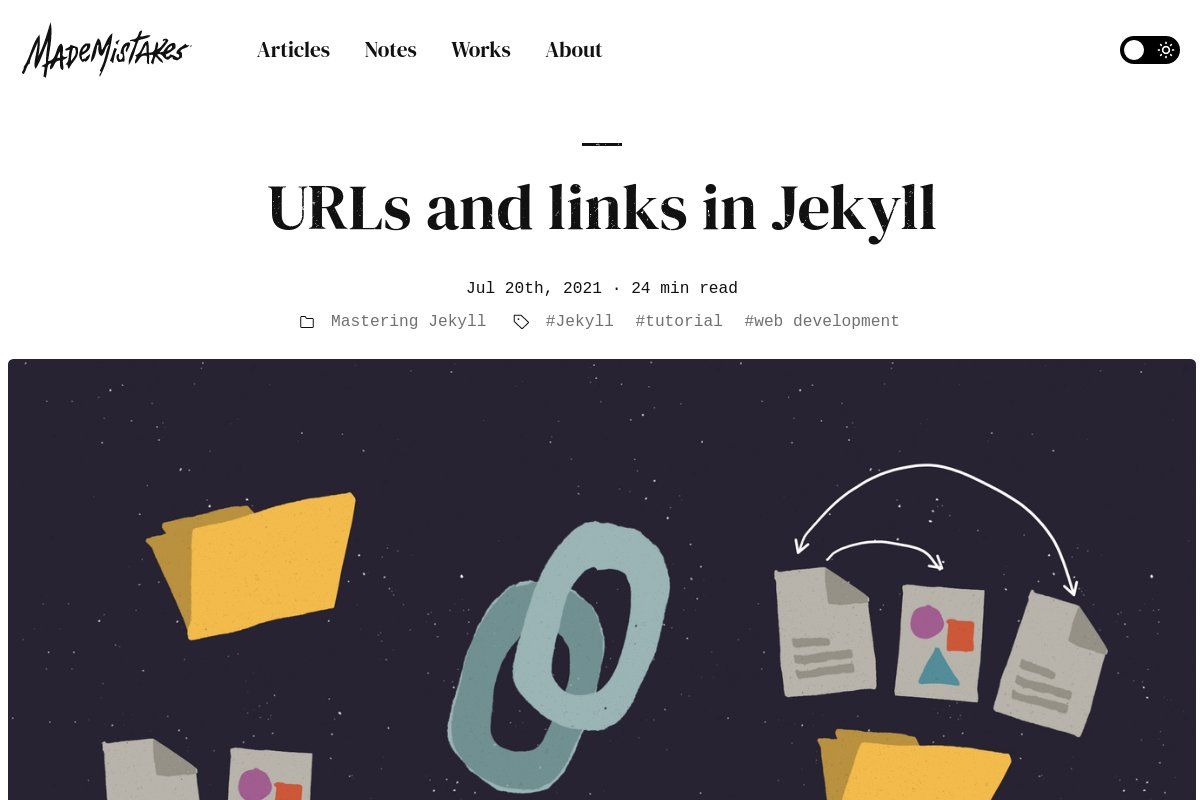 MadeMistakes Articles Notes Works About
URLs and links in Jekyll
Jul 20th, 2021 · 24 min read
Mastering Jekyll #Jekyll #tutorial #web development